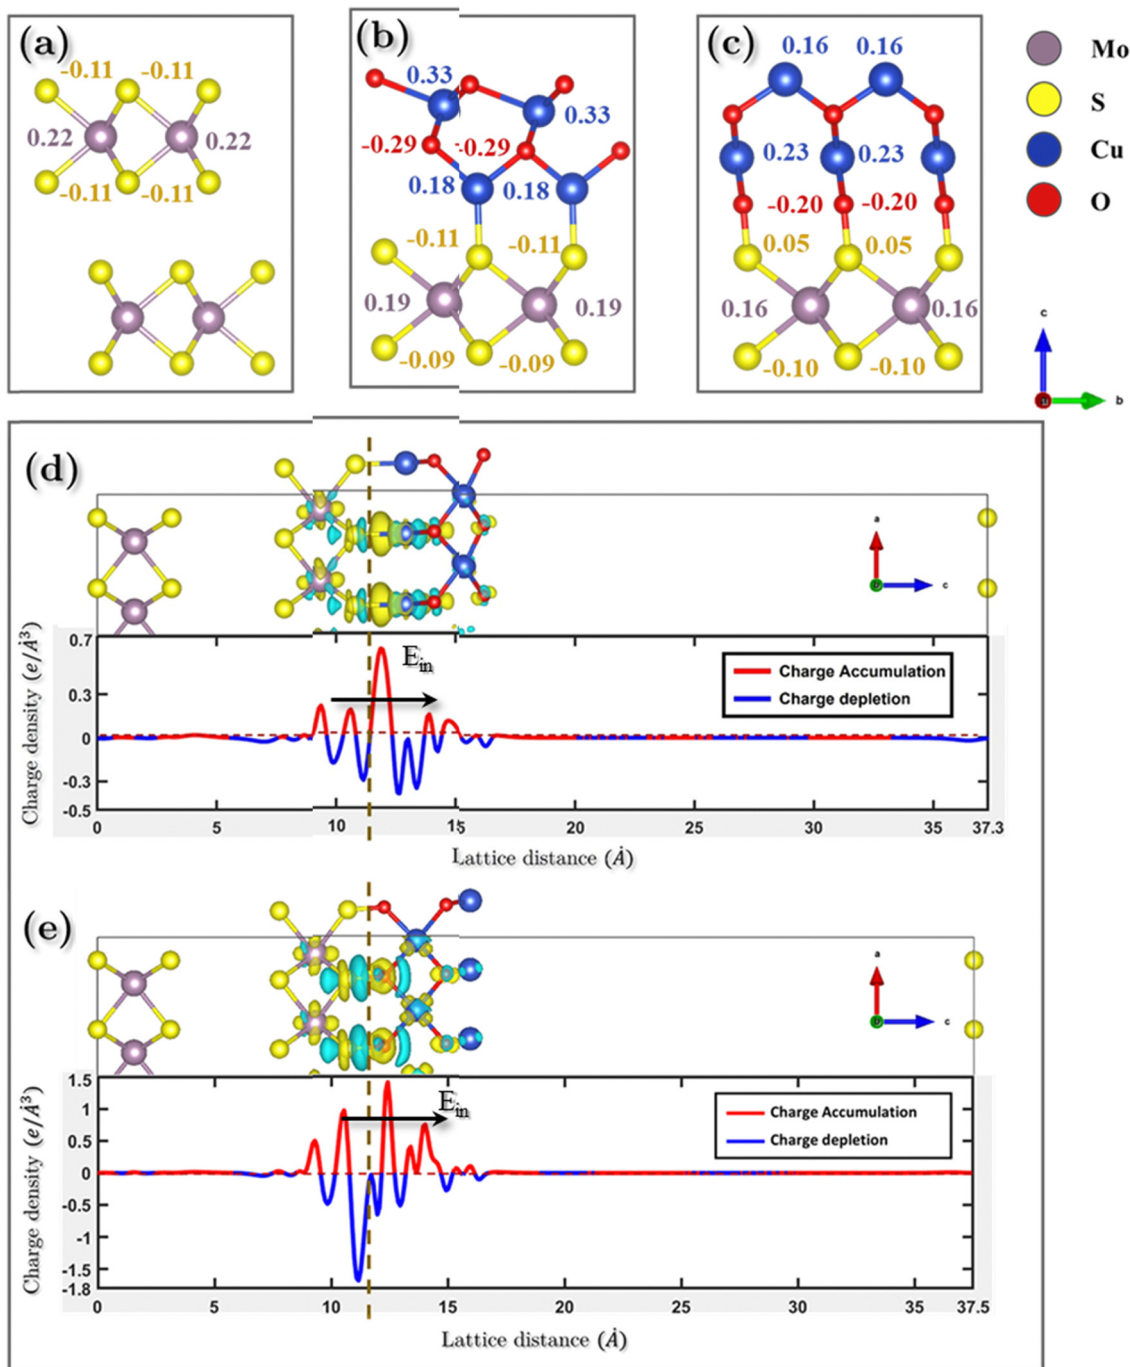 (a)
-0.11 -0.11
0.22 0.22
-0.11 -0.11
(b)
0.33
0.33
-0.29 -0.29
0.18 0.18
-0.11 -0.11
0.19 0.19
-0.09 -0.09
(c)
0.16 0.16
0.23 0.23
-0.20 -0.20
0.05 0.05
0.16 0.16
-0.10 -0.10
Mo
S
Cu
O
c
b
(d)
a
c
Charge density (e/Å³)
0.7
0.3
0
-0.3
-0.5
E_in
Charge Accumulation
Charge depletion
0 5 10 15 20 25 30 35 37.3
Lattice distance (Å)
(e)
a
c
Charge density (e/Å³)
1.5
1
0.5
0
-0.5
-1
-1.5
-1.8
E_in
Charge Accumulation
Charge depletion
0 5 10 15 20 25 30 37.5
Lattice distance (Å)